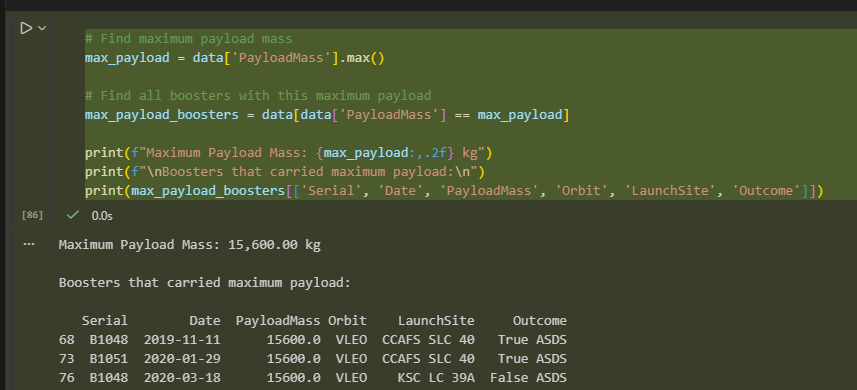 # Find maximum payload mass
max_payload = data['PayloadMass'].max()
# Find all boosters with this maximum payload
max_payload_boosters = data[data['PayloadMass'] == max_payload]
print(f"Maximum Payload Mass: {max_payload:,.2f} kg")
print(f"\nBoosters that carried maximum payload:\n")
print(max_payload_boosters[['Serial', 'Date', 'PayloadMass', 'Orbit', 'LaunchSite', 'Outcome']])
[86] 0.0s
Maximum Payload Mass: 15,600.00 kg
Boosters that carried maximum payload:
Serial Date PayloadMass Orbit LaunchSite Outcome
68 B1048 2019-11-11 15600.0 VLEO CCAFS SLC 40 True ASDS
73 B1051 2020-01-29 15600.0 VLEO CCAFS SLC 40 True ASDS
76 B1048 2020-03-18 15600.0 VLEO KSC LC 39A False ASDS